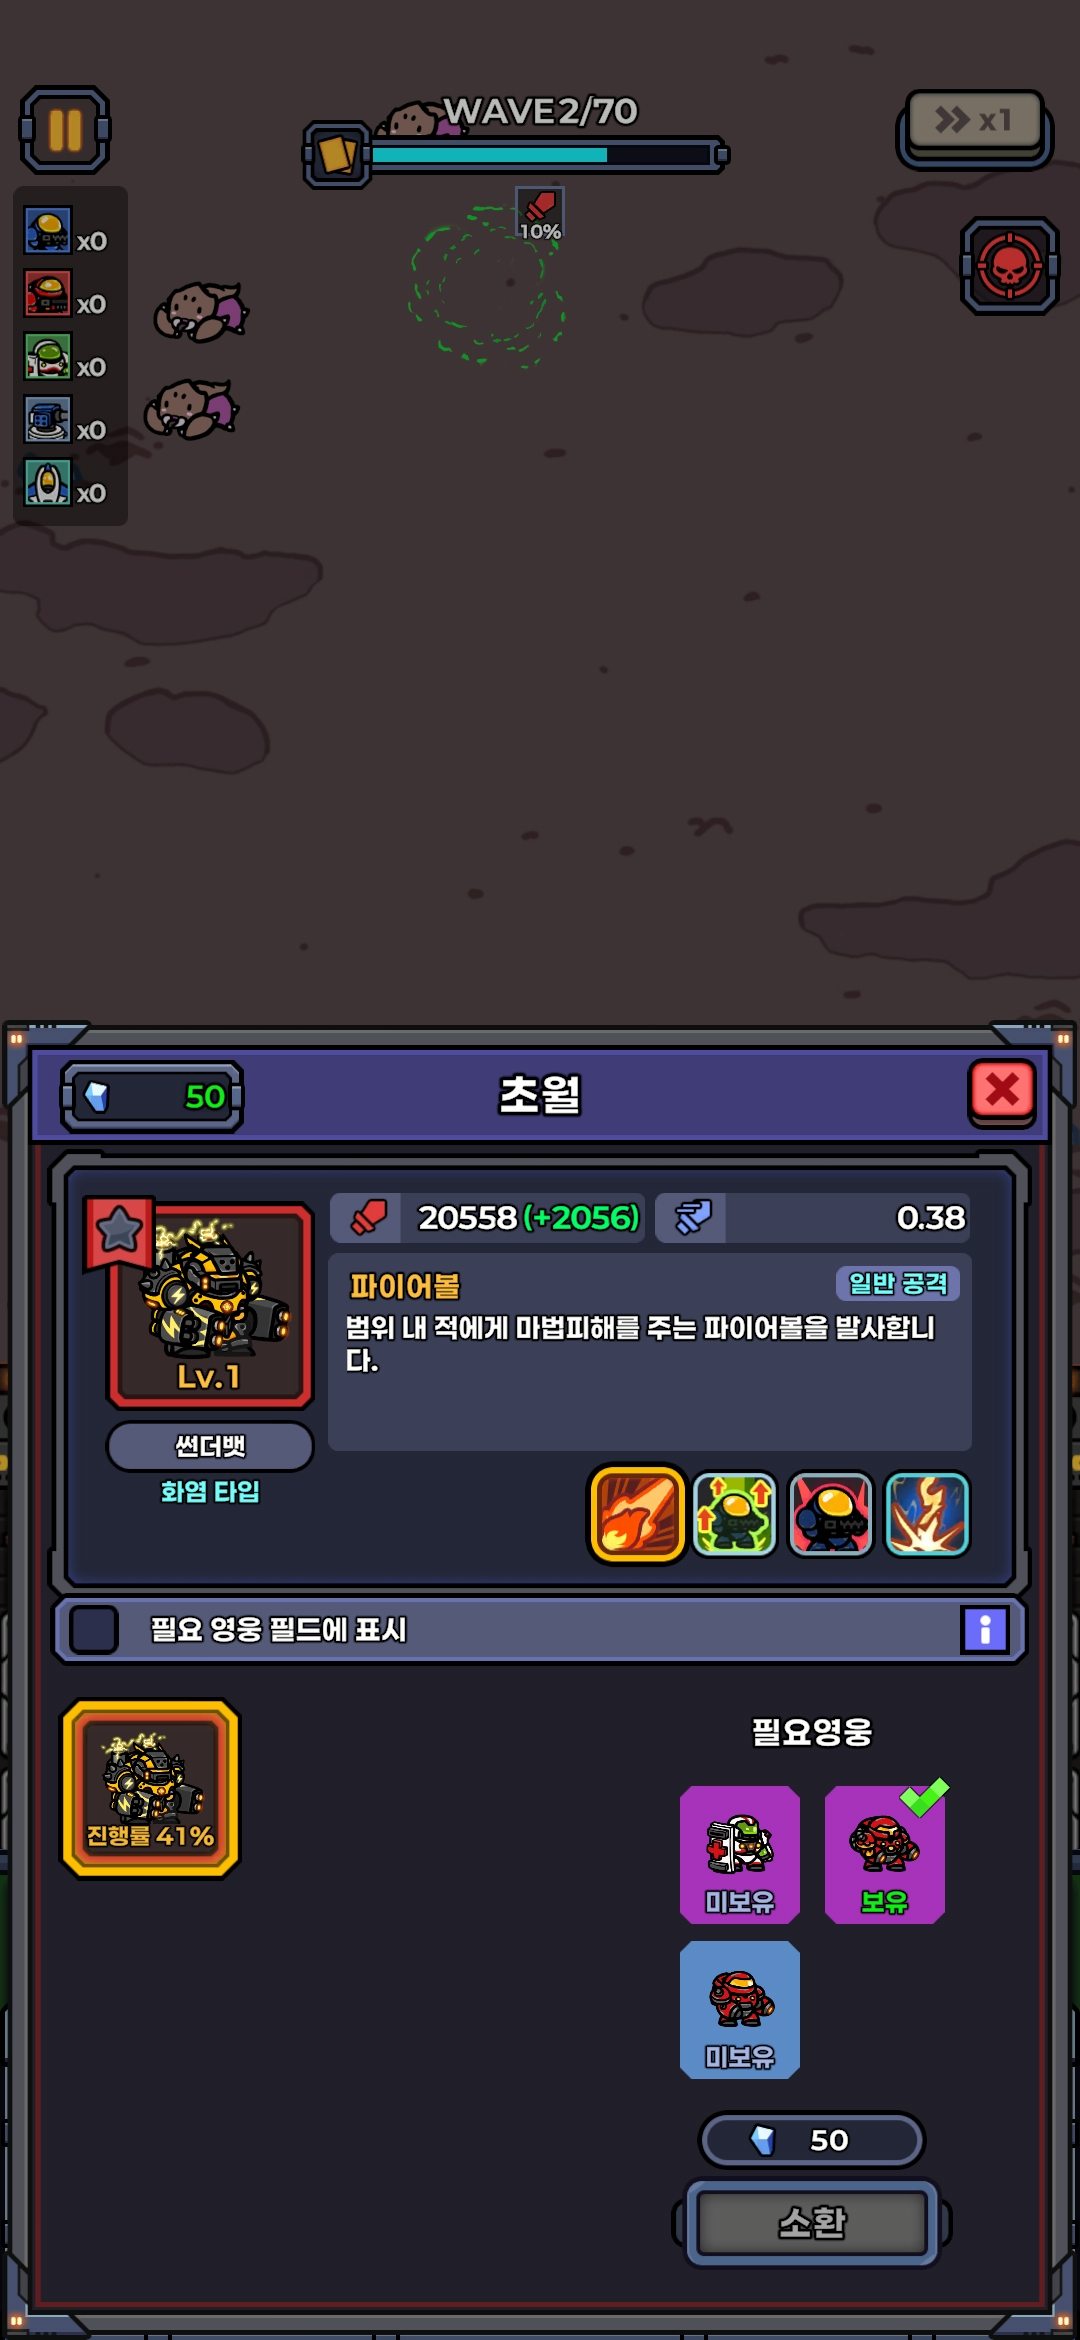 WAVE 2/70
x1
10%
x0
x0
x0
x0
x0
50
초월
20558 (+2056)
0.38
파이어볼
일반 공격
범위 내 적에게 마법피해를 주는 파이어볼을 발사합니
다.
Lv.1
썬더뱃
화염 타입
필요 영웅 필드에 표시
진행률 41%
필요영웅
미보유
보유
미보유
50
소환